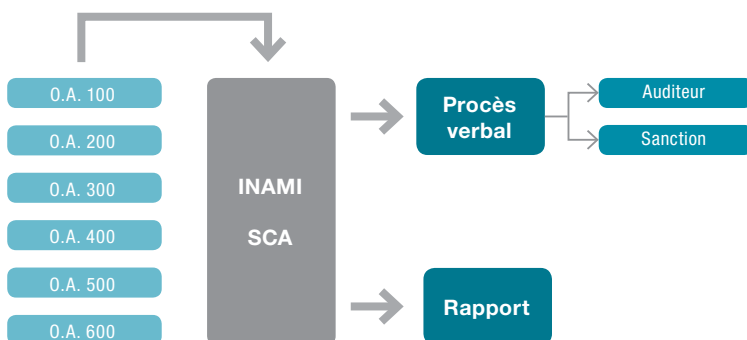 O.A. 100
O.A. 200
O.A. 300
O.A. 400
O.A. 500
O.A. 600
INAMI
SCA
Procès
verbal
Auditeur
Sanction
Rapport